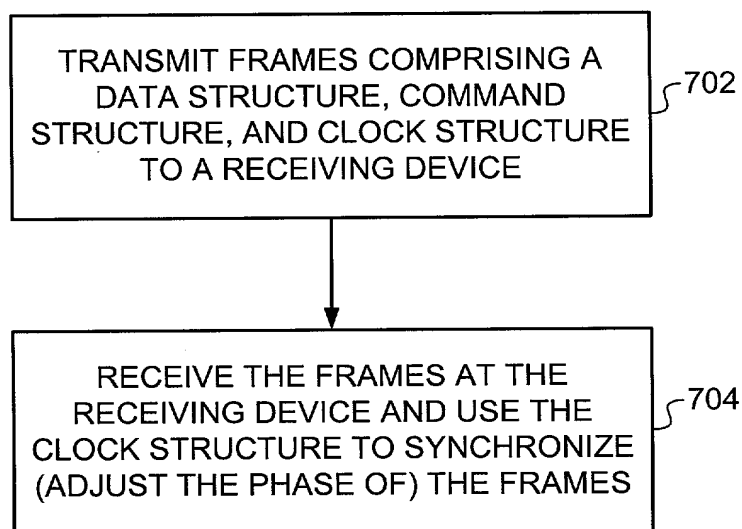 TRANSMIT FRAMES COMPRISING A
DATA STRUCTURE, COMMAND
STRUCTURE, AND CLOCK STRUCTURE
TO A RECEIVING DEVICE
702
RECEIVE THE FRAMES AT THE
RECEIVING DEVICE AND USE THE
CLOCK STRUCTURE TO SYNCHRONIZE
(ADJUST THE PHASE OF) THE FRAMES
704